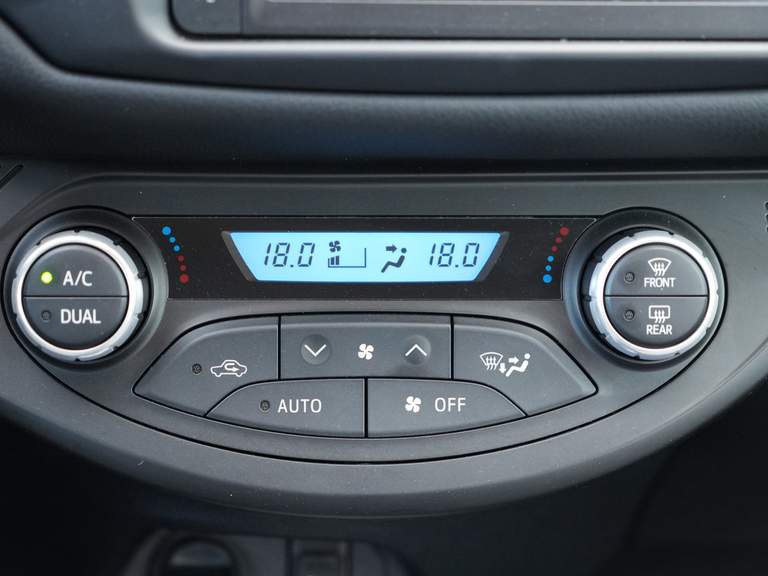 18.0 18.0
A/C
DUAL
FRONT
REAR
AUTO
OFF